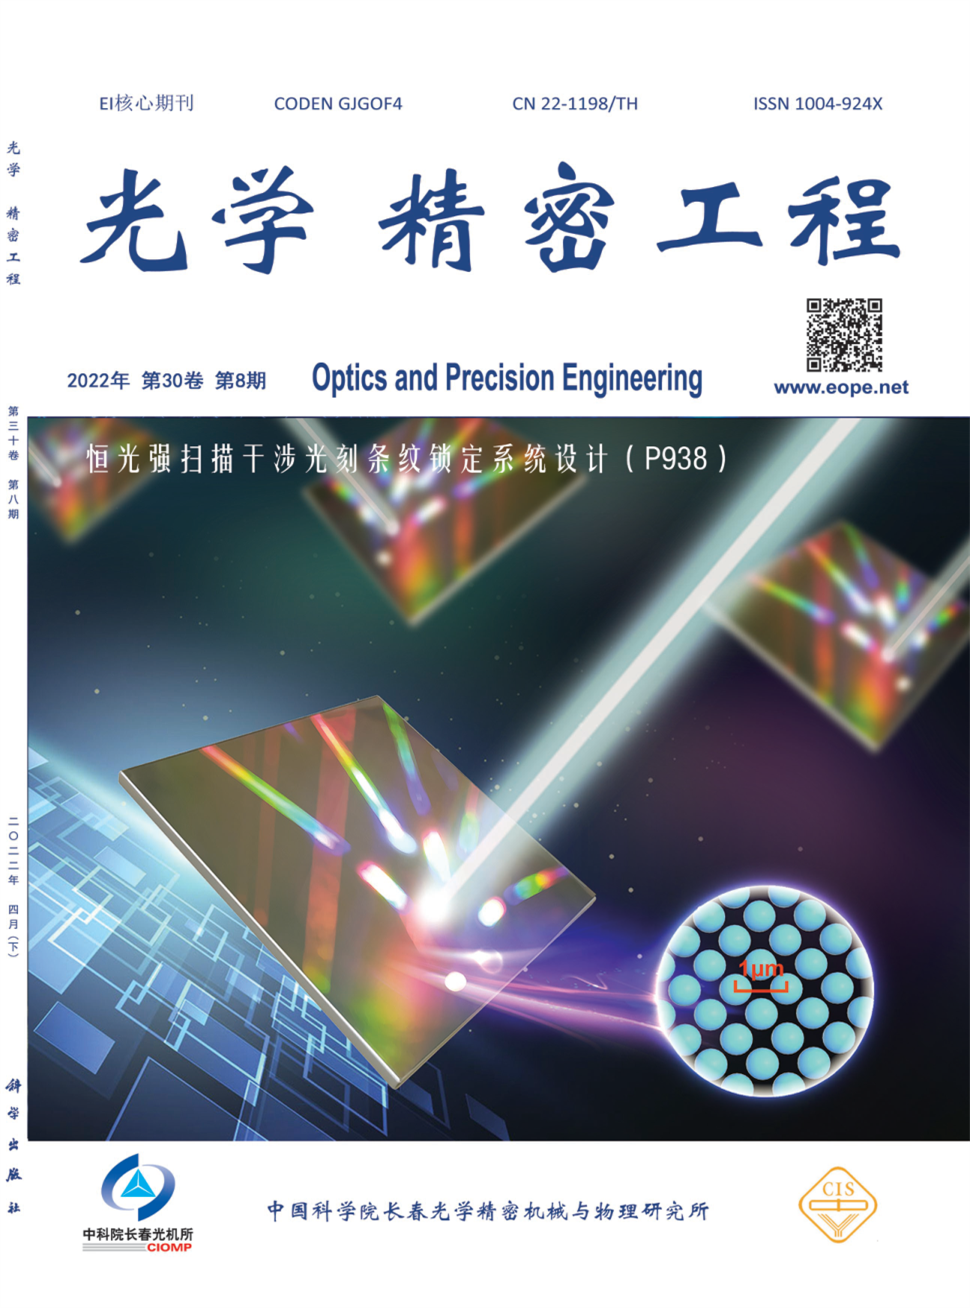 EI核心期刊 CODEN GJGOF4 CN 22-1198/TH ISSN 1004-924X
光学 精密工程
2022年 第30卷 第8期 Optics and Precision Engineering
www.eope.net
恒光强扫描干涉光刻条纹锁定系统设计(P938)
1μm
中科院长春光机所
CIOMP
中国科学院长春光学精密机械与物理研究所
CIS
光学 精密工程
第三十卷 第八期
二〇二二年 四月(下)
科学出版社